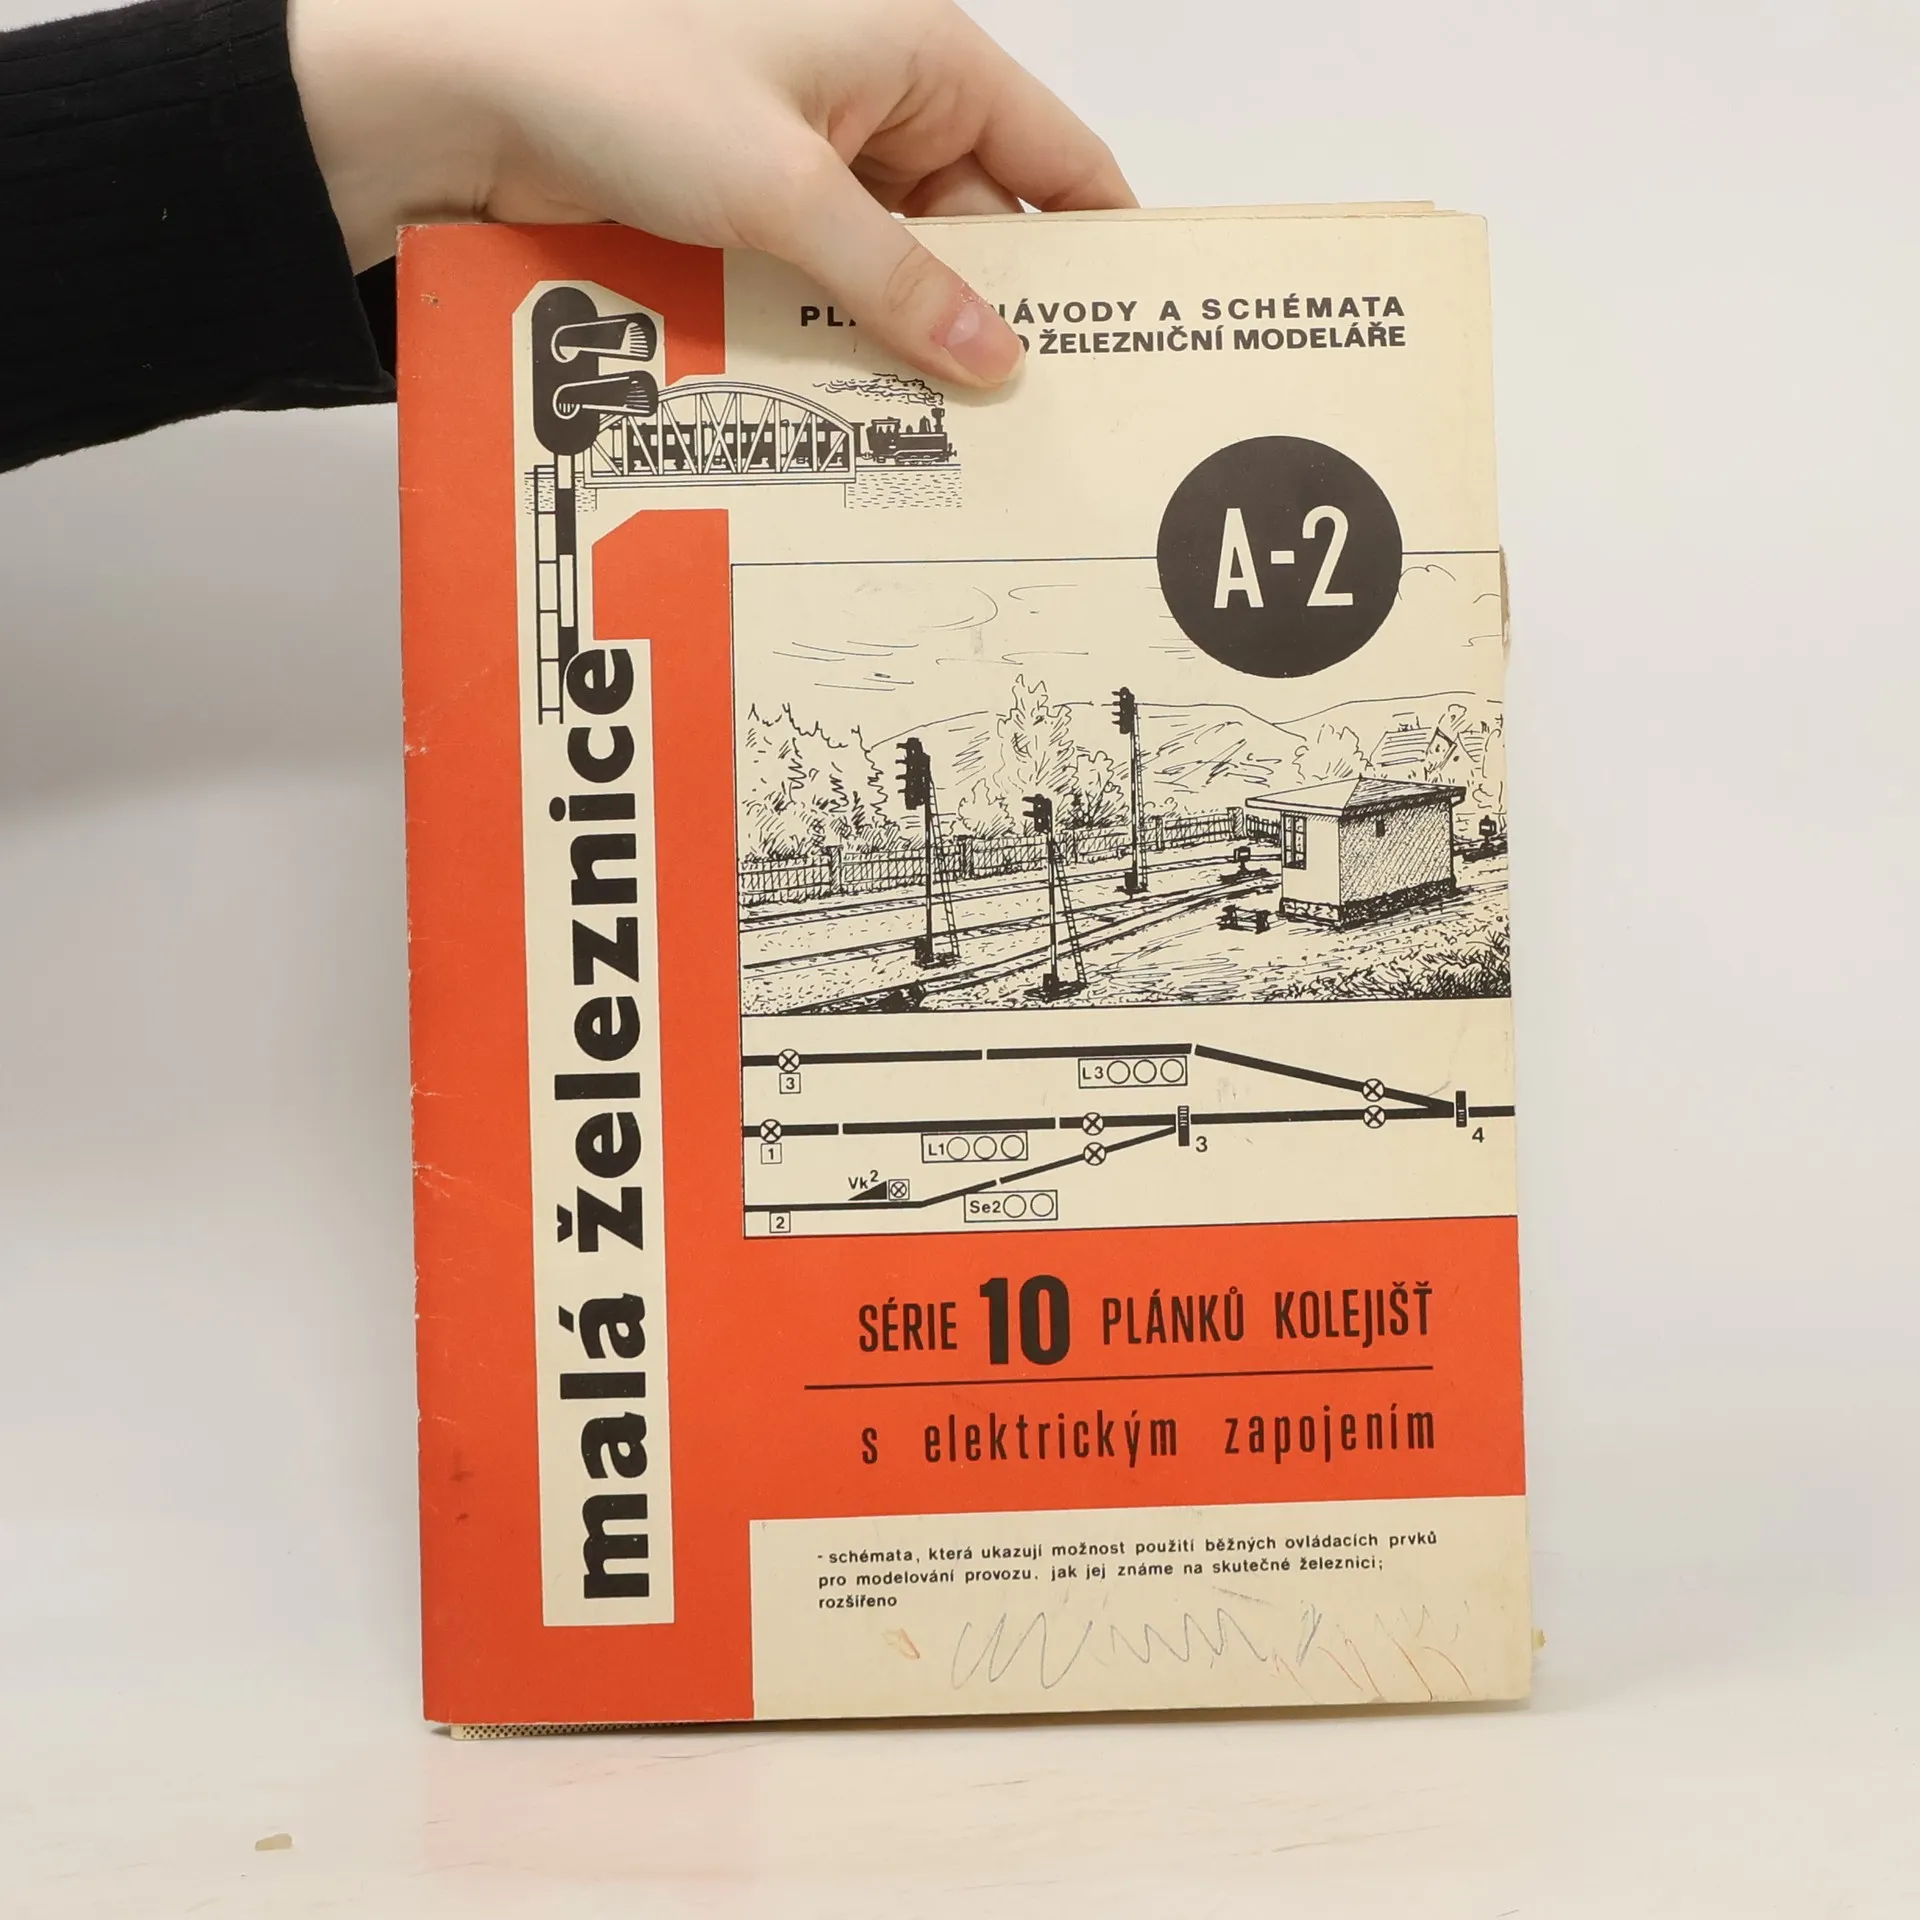 NÁVODY A SCHÉMATA
ŽELEZNIČNÍ MODELÁŘE
A-2
malá železnice
3
L3
1
L1
3
4
Vk2
2
Se2
SÉRIE 10 PLÁNKŮ KOLEJIŠŤ
s elektrickým zapojením
- schémata, která ukazují možnost použití běžných ovládacích prvků
pro modelování provozu, jak jej známe na skutečné železnici;
rozšířeno